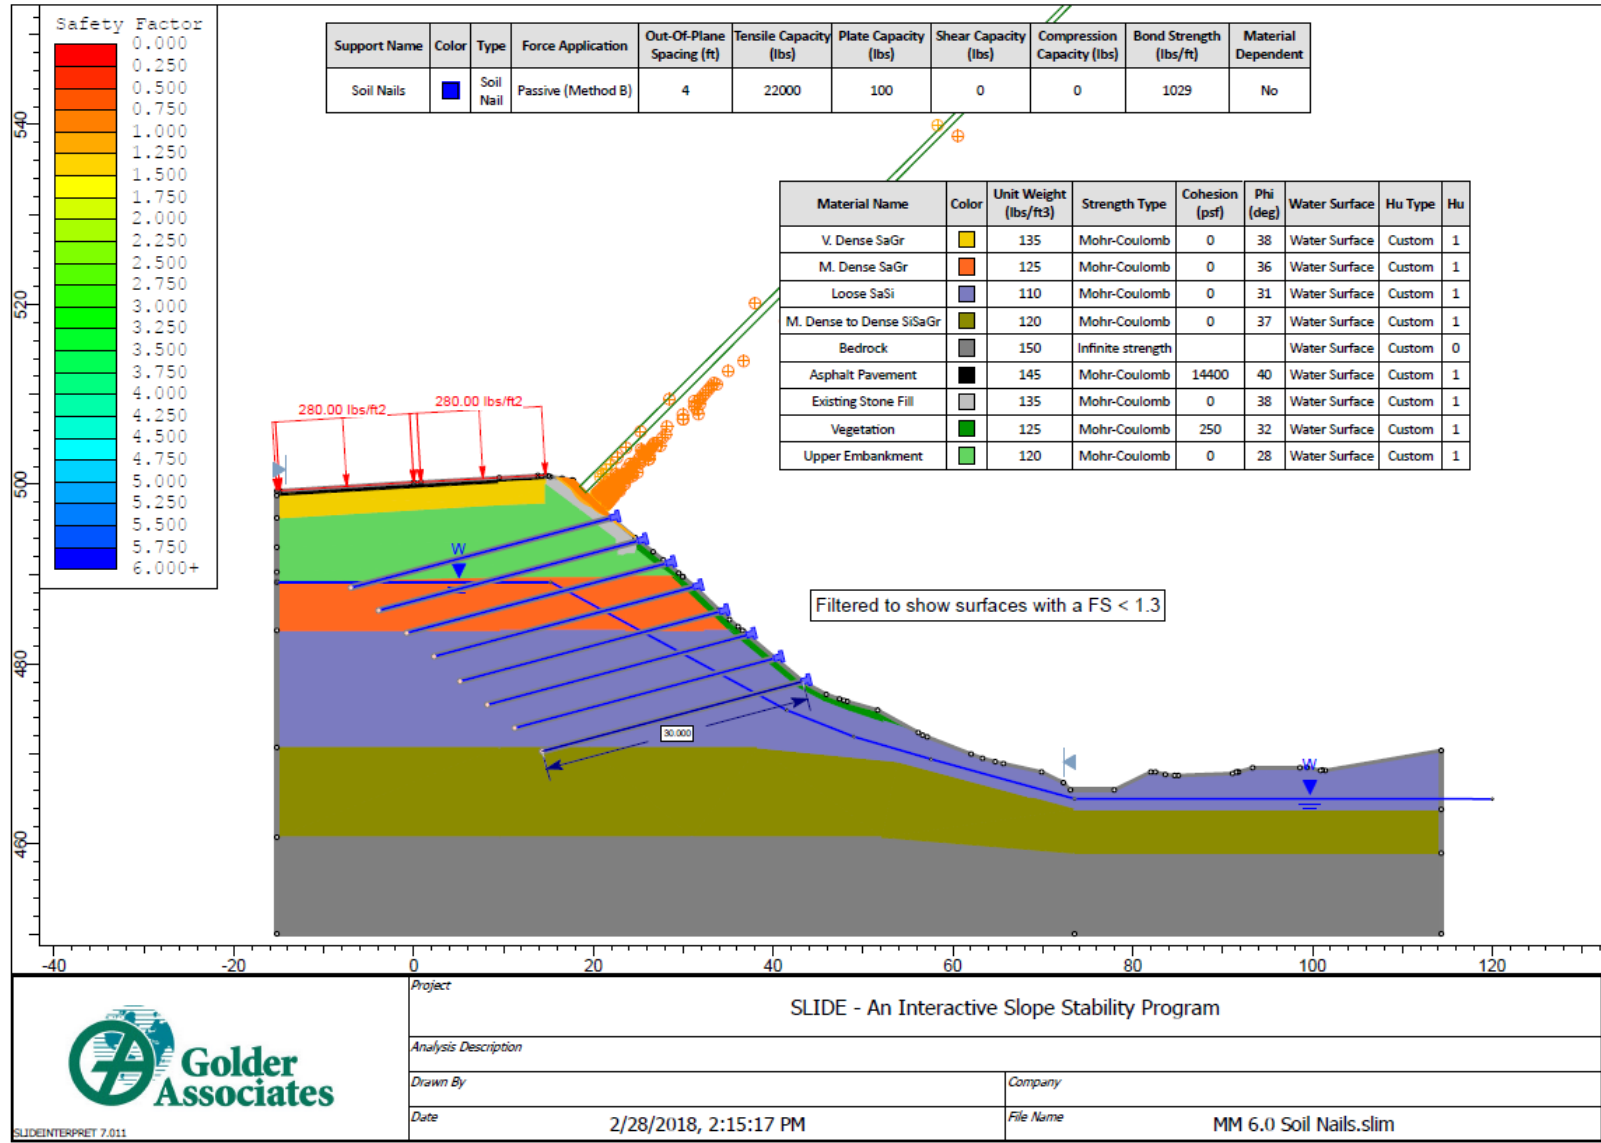 Safety Factor
0.000
0.250
0.500
0.750
1.000
1.250
1.500
1.750
2.000
2.250
2.500
2.750
3.000
3.250
3.500
3.750
4.000
4.250
4.500
4.750
5.000
5.250
5.500
5.750
6.000+
Support Name Color Type Force Application Out-Of-Plane Spacing (ft) Tensile Capacity (lbs) Plate Capacity (lbs) Shear Capacity (lbs) Compression Capacity (lbs) Bond Strength (lbs/ft) Material Dependent
Soil Nails Soil Nail Passive (Method B) 4 22000 100 0 0 1029 No
Material Name Color Unit Weight (lbs/ft3) Strength Type Cohesion (psf) Phi (deg) Water Surface Hu Type Hu
V. Dense SaGr 135 Mohr-Coulomb 0 38 Water Surface Custom 1
M. Dense SaGr 125 Mohr-Coulomb 0 36 Water Surface Custom 1
Loose SaSi 110 Mohr-Coulomb 0 31 Water Surface Custom 1
M. Dense to Dense SiSaGr 120 Mohr-Coulomb 0 37 Water Surface Custom 1
Bedrock 150 Infinite strength Water Surface Custom 0
Asphalt Pavement 145 Mohr-Coulomb 14400 40 Water Surface Custom 1
Existing Stone Fill 135 Mohr-Coulomb 0 38 Water Surface Custom 1
Vegetation 125 Mohr-Coulomb 250 32 Water Surface Custom 1
Upper Embankment 120 Mohr-Coulomb 0 28 Water Surface Custom 1
540
520
500
480
460
280.00 lbs/ft2 280.00 lbs/ft2
W
Filtered to show surfaces with a FS < 1.3
30.000
W
-40 -20 0 20 40 60 80 100 120
Golder
Associates
SLIDEINTERPRET 7.011
Project
SLIDE - An Interactive Slope Stability Program
Analysis Description
Drawn By Company
Date 2/28/2018, 2:15:17 PM File Name MM 6.0 Soil Nails.slim